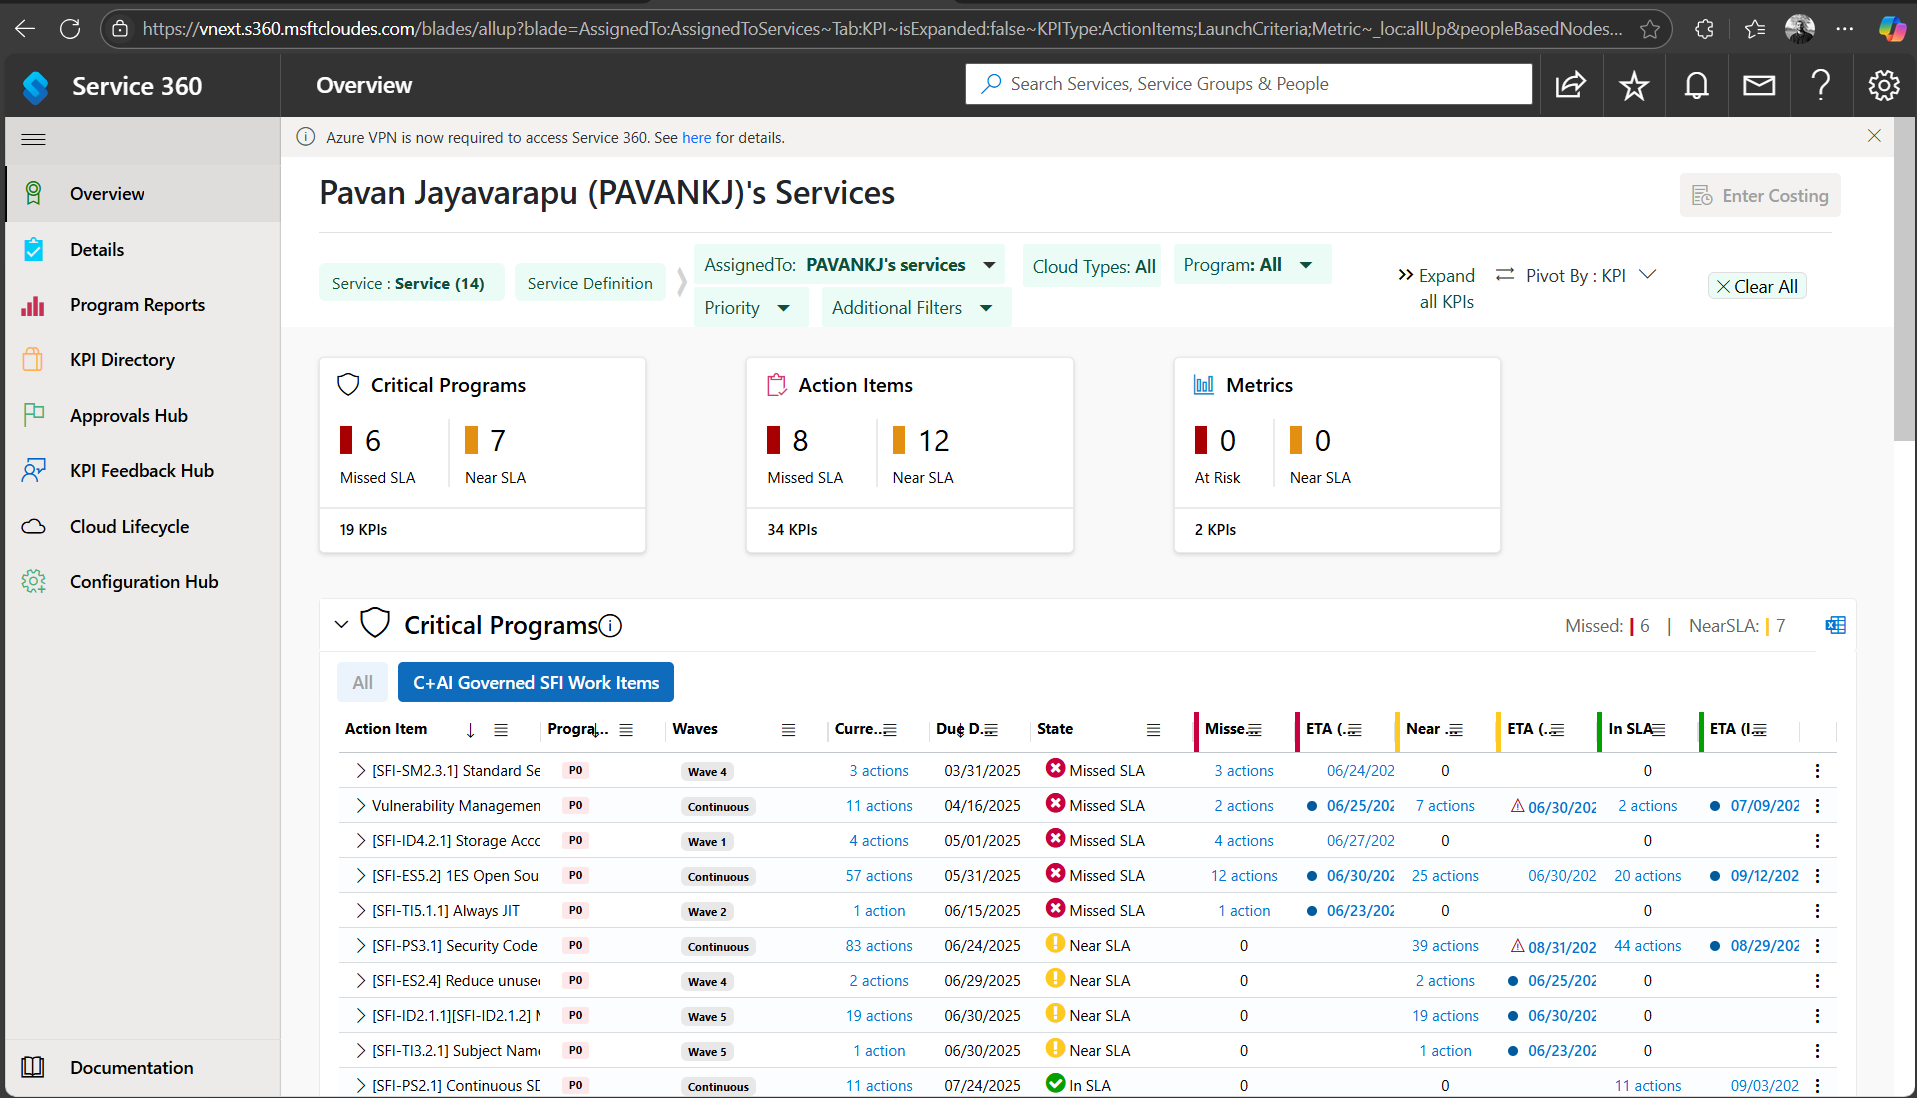 https://vnext.s360.msftcloudes.com/blades/allup?blade=AssignedTo:AssignedToServices~Tab:KPI~isExpanded:false~KPIType:ActionItems;LaunchCriteria;Metric~_loc:allUp&peopleBasedNodes...
Service 360
Overview
Search Services, Service Groups & People
Azure VPN is now required to access Service 360. See here for details.
Overview
Details
Program Reports
KPI Directory
Approvals Hub
KPI Feedback Hub
Cloud Lifecycle
Configuration Hub
Documentation
Pavan Jayavarapu (PAVANKJ)'s Services
Enter Costing
Service : Service (14)
Service Definition
AssignedTo: PAVANKJ's services
Cloud Types: All
Program: All
Priority
Additional Filters
Expand all KPIs
Pivot By : KPI
Clear All
Critical Programs
6 7
Missed SLA Near SLA
19 KPIs
Action Items
8 12
Missed SLA Near SLA
34 KPIs
Metrics
0 0
At Risk Near SLA
2 KPIs
Critical Programs
Missed: 6 | NearSLA: 7
All
C+AI Governed SFI Work Items
Action Item Progra... Waves Curre... Due D... State Misse... ETA (... Near ... ETA (... In SLA ETA (I...
[SFI-SM2.3.1] Standard Se P0 Wave 4 3 actions 03/31/2025 Missed SLA 3 actions 06/24/202 0 0
Vulnerability Managemen P0 Continuous 11 actions 04/16/2025 Missed SLA 2 actions 06/25/202 7 actions 06/30/202 2 actions 07/09/202
[SFI-ID4.2.1] Storage Acco P0 Wave 1 4 actions 05/01/2025 Missed SLA 4 actions 06/27/202 0 0
[SFI-ES5.2] 1ES Open Sou P0 Continuous 57 actions 05/31/2025 Missed SLA 12 actions 06/30/202 25 actions 06/30/202 20 actions 09/12/202
[SFI-TI5.1.1] Always JIT P0 Wave 2 1 action 06/15/2025 Missed SLA 1 action 06/23/202 0 0
[SFI-PS3.1] Security Code P0 Continuous 83 actions 06/24/2025 Near SLA 0 39 actions 08/31/202 44 actions 08/29/202
[SFI-ES2.4] Reduce unused P0 Wave 4 2 actions 06/29/2025 Near SLA 0 2 actions 06/25/202 0
[SFI-ID2.1.1][SFI-ID2.1.2] M P0 Wave 5 19 actions 06/30/2025 Near SLA 0 19 actions 06/30/202 0
[SFI-TI3.2.1] Subject Name P0 Wave 5 1 action 06/30/2025 Near SLA 0 1 action 06/23/202 0
[SFI-PS2.1] Continuous SD P0 Continuous 11 actions 07/24/2025 In SLA 0 0 11 actions 09/03/202